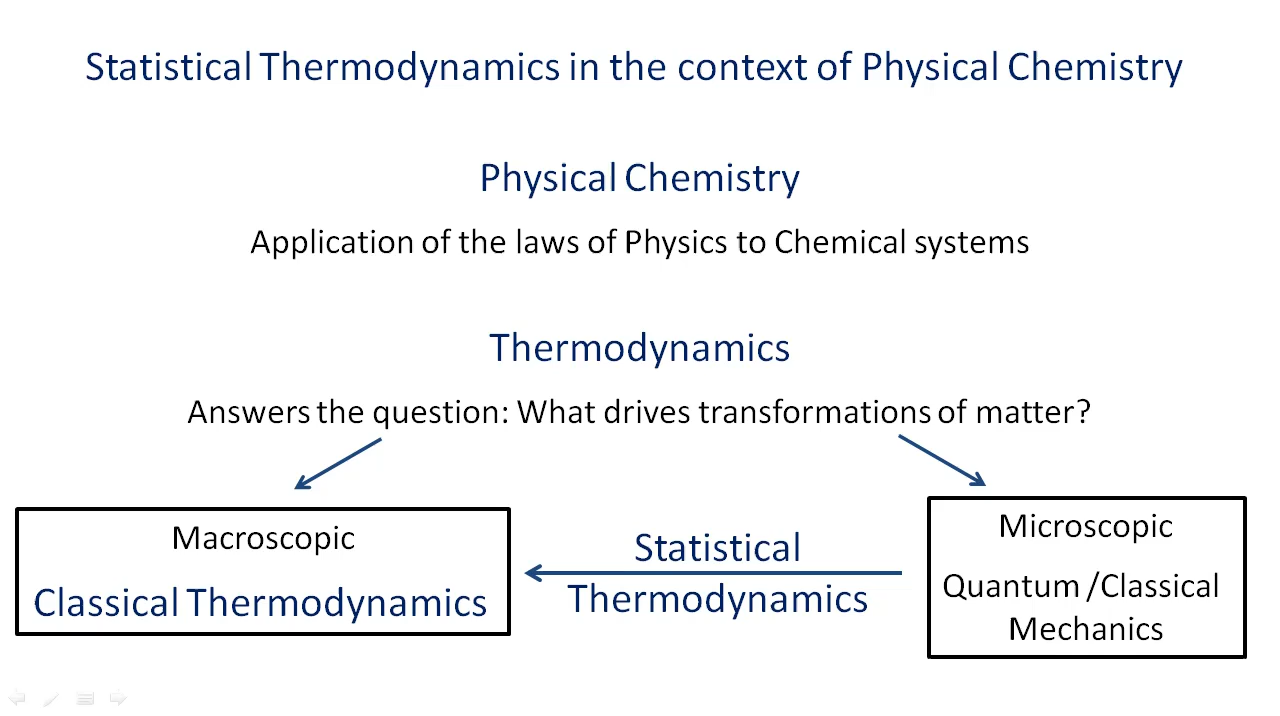 Statistical Thermodynamics in the context of Physical Chemistry
Physical Chemistry
Application of the laws of Physics to Chemical systems
Thermodynamics
Answers the question: What drives transformations of matter?
Macroscopic
Classical Thermodynamics
Statistical
Thermodynamics
Microscopic
Quantum /Classical
Mechanics